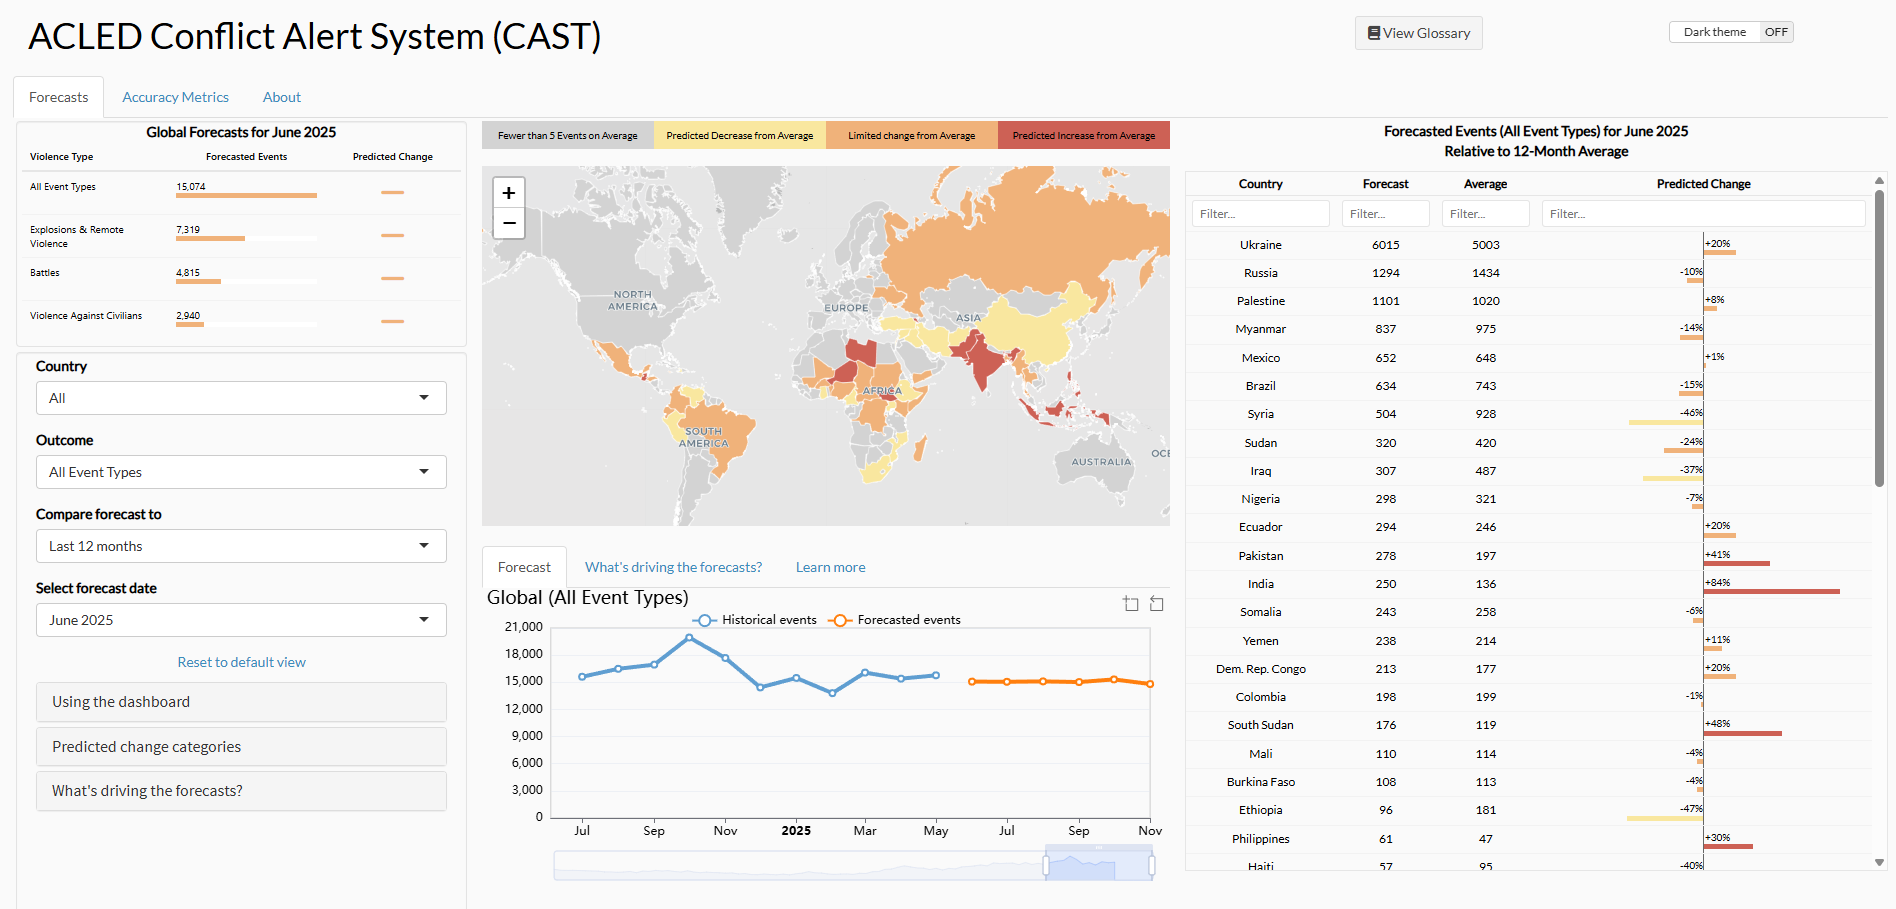 ACLED Conflict Alert System (CAST)
View Glossary
Dark theme OFF
Forecasts Accuracy Metrics About
Global Forecasts for June 2025
Violence Type Forecasted Events Predicted Change
All Event Types 15,074
Explosions & Remote Violence 7,319
Battles 4,815
Violence Against Civilians 2,940
Country
All
Outcome
All Event Types
Compare forecast to
Last 12 months
Select forecast date
June 2025
Reset to default view
Using the dashboard
Predicted change categories
What's driving the forecasts?
Fewer than 5 Events on Average Predicted Decrease from Average Limited change from Average Predicted Increase from Average
+
−
NORTH AMERICA
EUROPE
ASIA
AFRICA
SOUTH AMERICA
AUSTRALIA
OCE
Forecast What's driving the forecasts? Learn more
Global (All Event Types)
Historical events Forecasted events
21,000
18,000
15,000
12,000
9,000
6,000
3,000
0
Jul Sep Nov 2025 Mar May Jul Sep Nov
Forecasted Events (All Event Types) for June 2025
Relative to 12-Month Average
Country Forecast Average Predicted Change
Filter... Filter... Filter... Filter...
Ukraine 6015 5003 +20%
Russia 1294 1434 -10%
Palestine 1101 1020 +8%
Myanmar 837 975 -14%
Mexico 652 648 +1%
Brazil 634 743 -15%
Syria 504 928 -46%
Sudan 320 420 -24%
Iraq 307 487 -37%
Nigeria 298 321 -7%
Ecuador 294 246 +20%
Pakistan 278 197 +41%
India 250 136 +84%
Somalia 243 258 -6%
Yemen 238 214 +11%
Dem. Rep. Congo 213 177 +20%
Colombia 198 199 -1%
South Sudan 176 119 +48%
Mali 110 114 -4%
Burkina Faso 108 113 -4%
Ethiopia 96 181 -47%
Philippines 61 47 +30%
Haiti 57 95 -40%